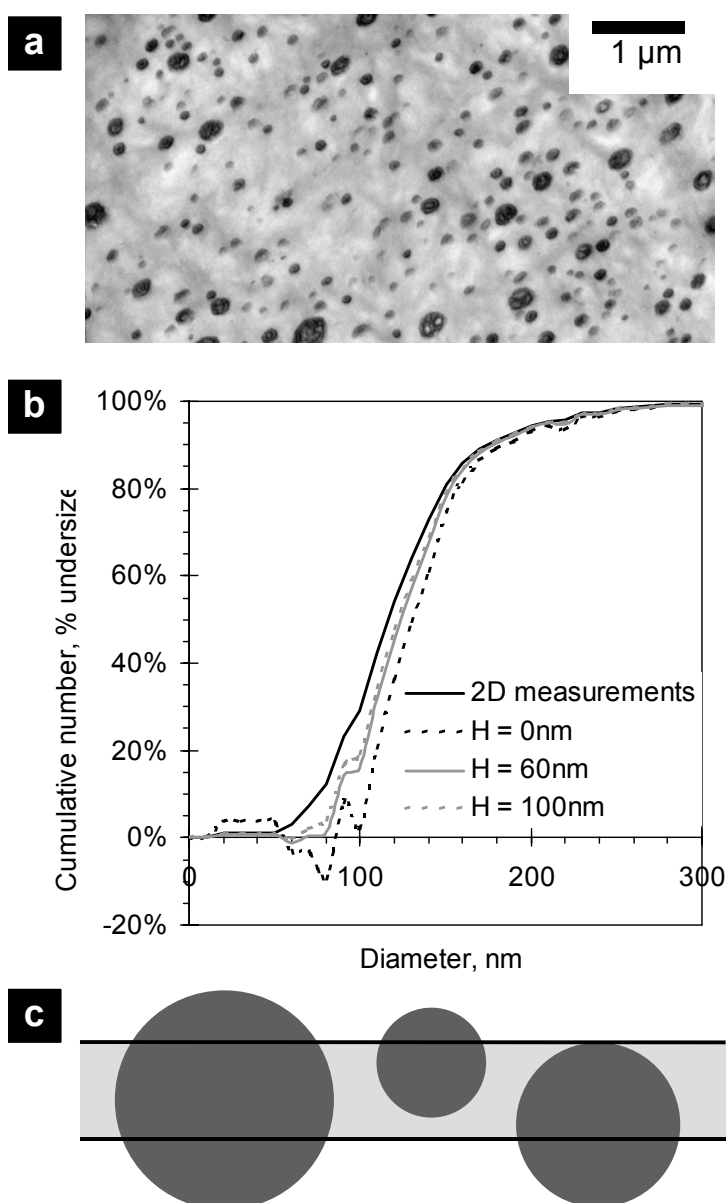 a
1 µm
b
100%
80%
60%
40%
20%
0%
-20%
Cumulative number, % undersize
2D measurements
H = 0nm
H = 60nm
H = 100nm
0
100
200
300
Diameter, nm
c